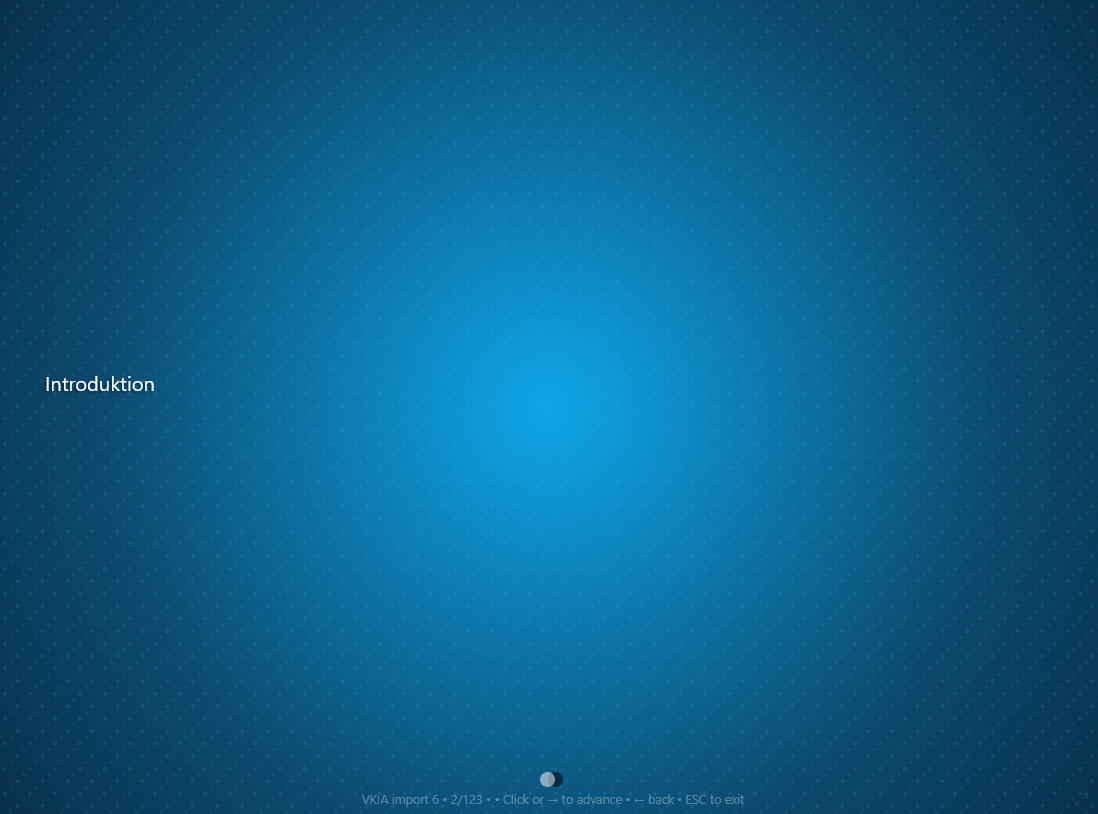 Introduktion
VKIA import 6 • 2/123 • • Click or → to advance • ← back • ESC to exit